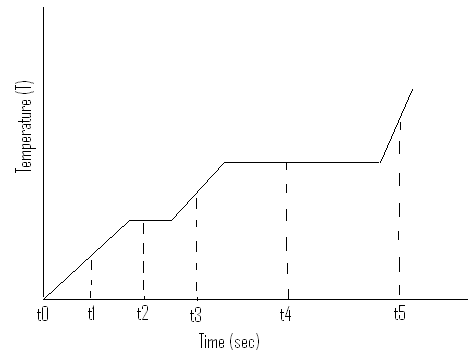 Temperature (T)
t0 t1 t2 t3 t4 t5
Time (sec)